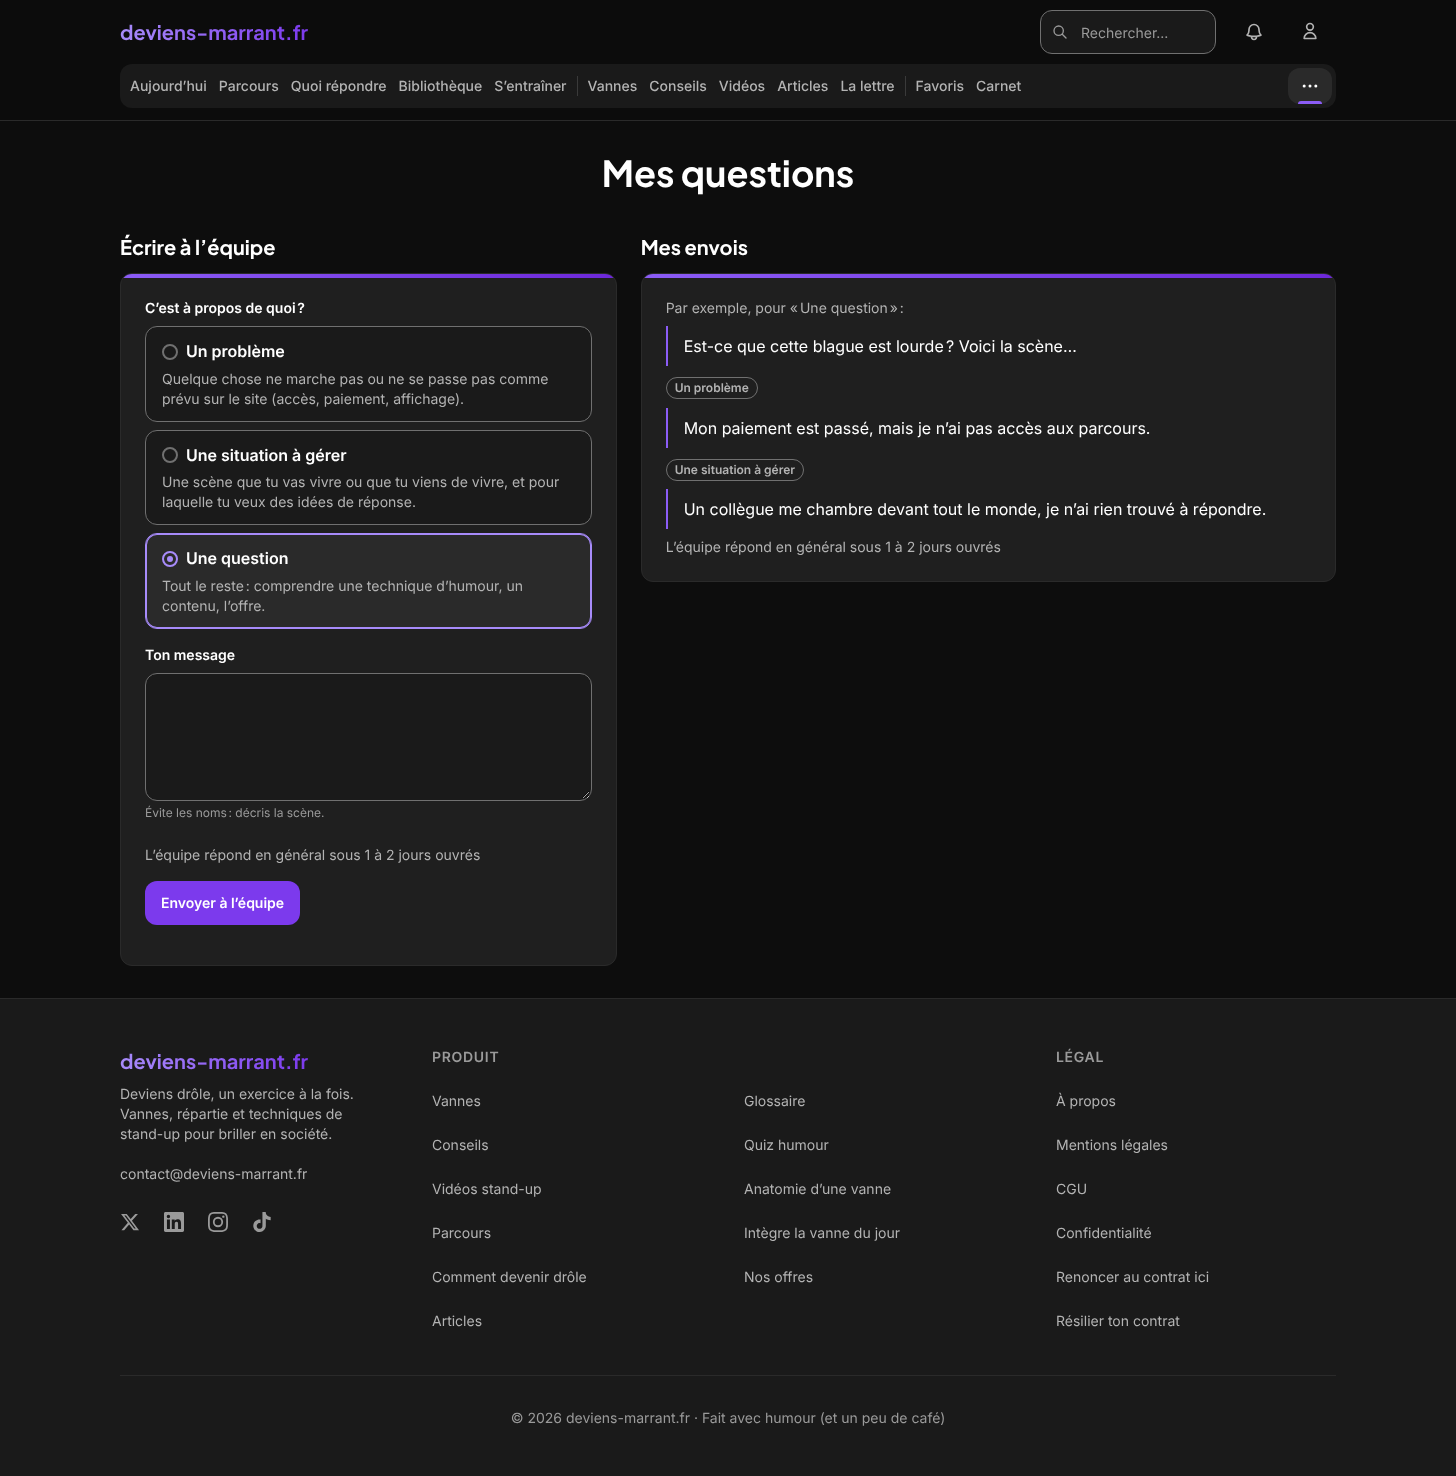 deviens-marrant.fr
Rechercher...
Aujourd’hui Parcours Quoi répondre Bibliothèque S’entraîner Vannes Conseils Vidéos Articles La lettre Favoris Carnet
Mes questions
Écrire à l’équipe
C’est à propos de quoi ?
Un problème
Quelque chose ne marche pas ou ne se passe pas comme
prévu sur le site (accès, paiement, affichage).
Une situation à gérer
Une scène que tu vas vivre ou que tu viens de vivre, et pour
laquelle tu veux des idées de réponse.
Une question
Tout le reste : comprendre une technique d’humour, un
contenu, l’offre.
Ton message
Évite les noms : décris la scène.
L’équipe répond en général sous 1 à 2 jours ouvrés
Envoyer à l’équipe
Mes envois
Par exemple, pour « Une question » :
Est-ce que cette blague est lourde ? Voici la scène…
Un problème
Mon paiement est passé, mais je n’ai pas accès aux parcours.
Une situation à gérer
Un collègue me chambre devant tout le monde, je n’ai rien trouvé à répondre.
L’équipe répond en général sous 1 à 2 jours ouvrés
deviens-marrant.fr
Deviens drôle, un exercice à la fois.
Vannes, répartie et techniques de
stand-up pour briller en société.
contact@deviens-marrant.fr
PRODUIT
Vannes
Conseils
Vidéos stand-up
Parcours
Comment devenir drôle
Articles
Glossaire
Quiz humour
Anatomie d’une vanne
Intègre la vanne du jour
Nos offres
LÉGAL
À propos
Mentions légales
CGU
Confidentialité
Renoncer au contrat ici
Résilier ton contrat
© 2026 deviens-marrant.fr · Fait avec humour (et un peu de café)